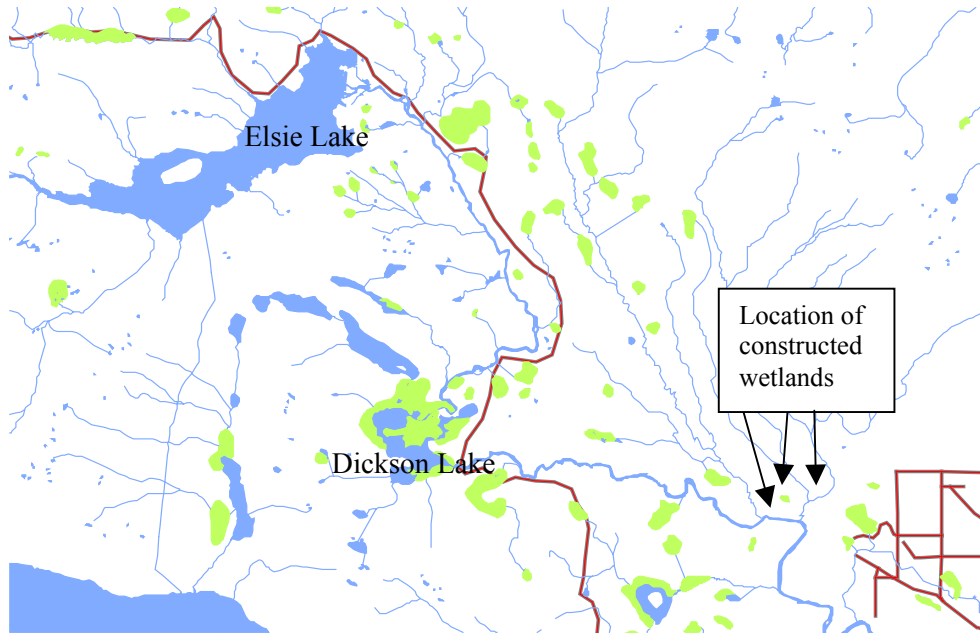 Elsie Lake
Location of
constructed
wetlands
Dickson Lake